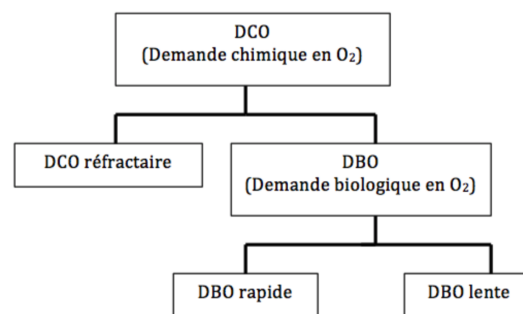 DCO
(Demande chimique en O₂)
DCO réfractaire
DBO
(Demande biologique en O₂)
DBO rapide
DBO lente